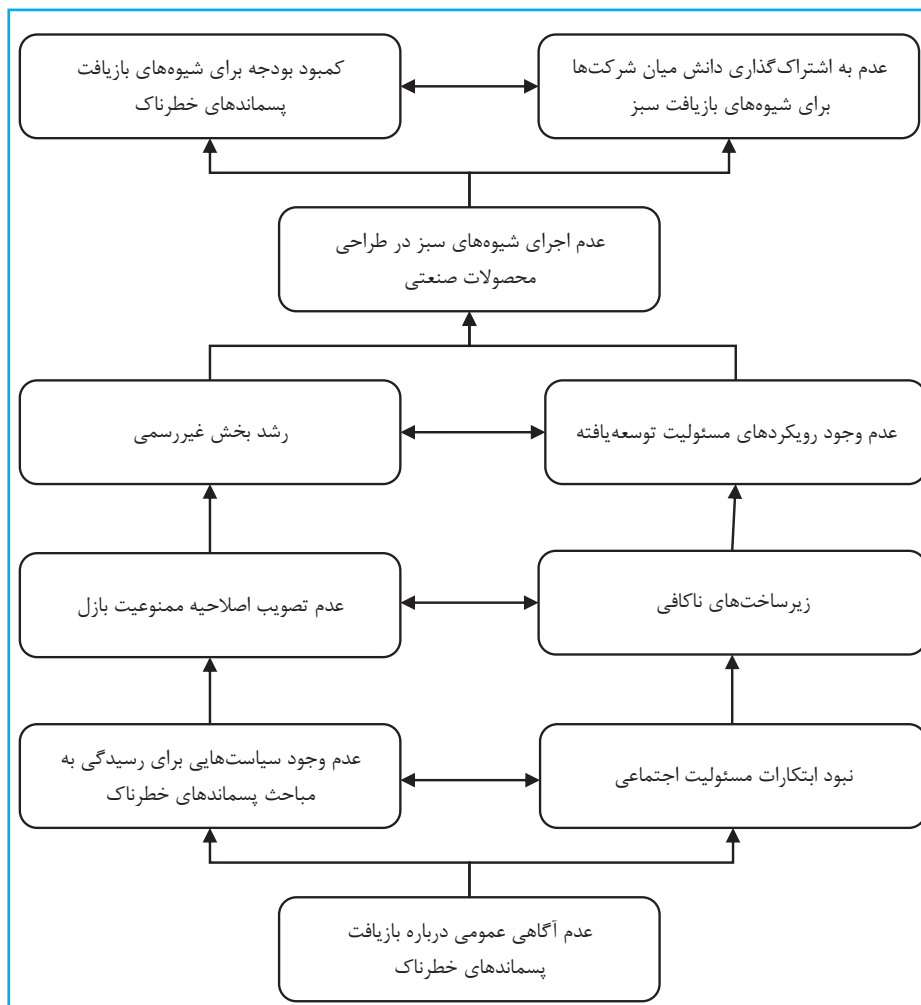 عدم به اشتراک‌گذاری دانش میان شرکت‌ها
برای شیوه‌های بازیافت سبز
کمبود بودجه برای شیوه‌های بازیافت
پسماندهای خطرناک
عدم اجرای شیوه‌های سبز در طراحی
محصولات صنعتی
عدم وجود رویکردهای مسئولیت توسعه‌یافته
رشد بخش غیررسمی
زیرساخت‌های ناکافی
عدم تصویب اصلاحیه ممنوعیت بازل
نبود ابتکارات مسئولیت اجتماعی
عدم وجود سیاست‌هایی برای رسیدگی به
مباحث پسماندهای خطرناک
عدم آگاهی عمومی درباره بازیافت
پسماندهای خطرناک